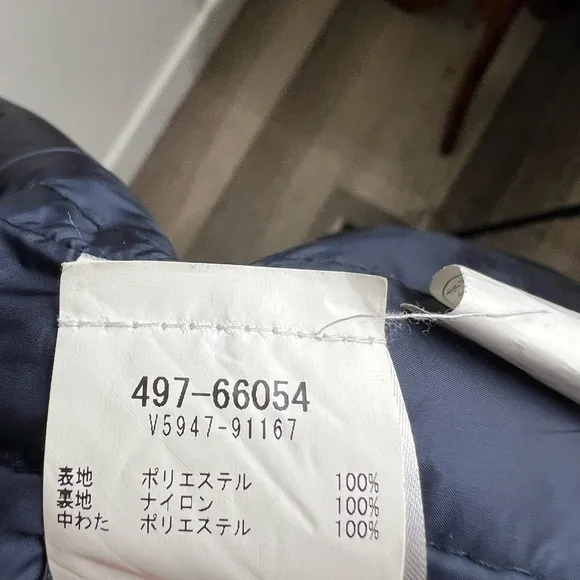 497-66054
V5947-91167
表地 ポリエステル 100%
裏地 ナイロン 100%
中わた ポリエステル 100%